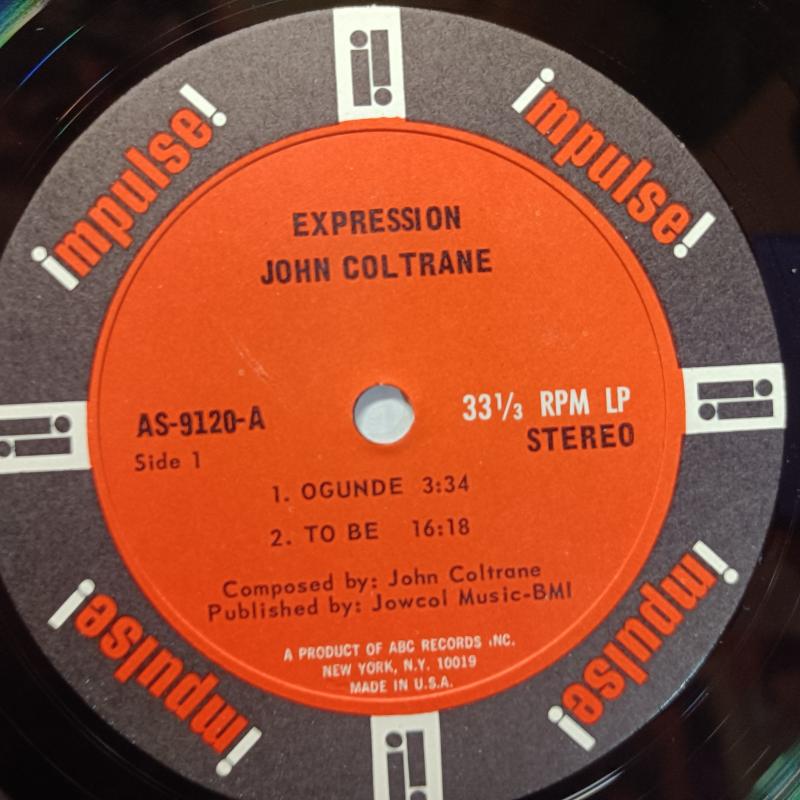 impulse!
impulse!
EXPRESSION
JOHN COLTRANE
AS-9120-A
Side 1
33 1/3 RPM LP
STEREO
1. OGUNDE 3:34
2. TO BE 16:18
Composed by: John Coltrane
Published by: Jowcol Music-BMI
A PRODUCT OF ABC RECORDS INC.
NEW YORK, N.Y. 10019
MADE IN U.S.A.
impulse!
impulse!